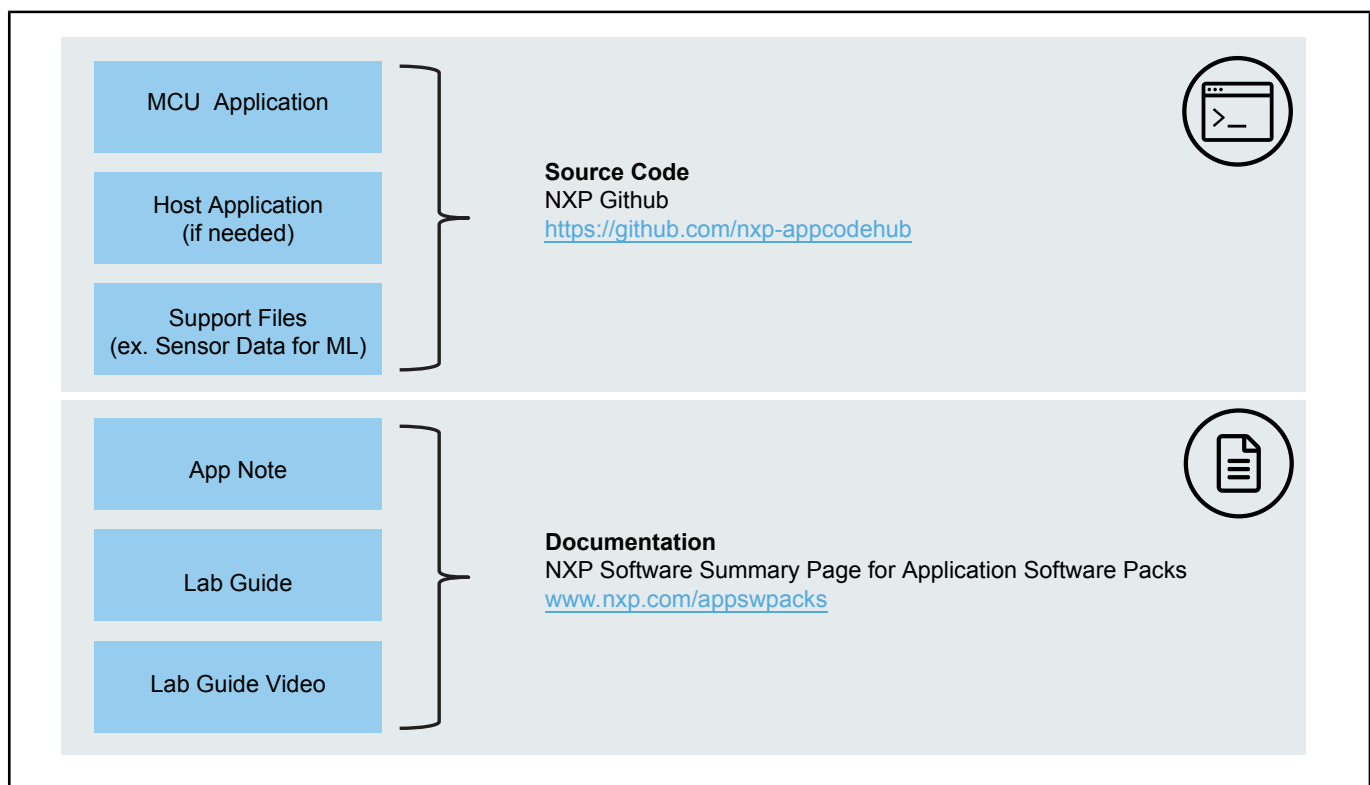 MCU Application
Host Application
(if needed)
Support Files
(ex. Sensor Data for ML)
Source Code
NXP Github
https://github.com/nxp-appcodehub
>_
App Note
Lab Guide
Lab Guide Video
Documentation
NXP Software Summary Page for Application Software Packs
www.nxp.com/appswpacks